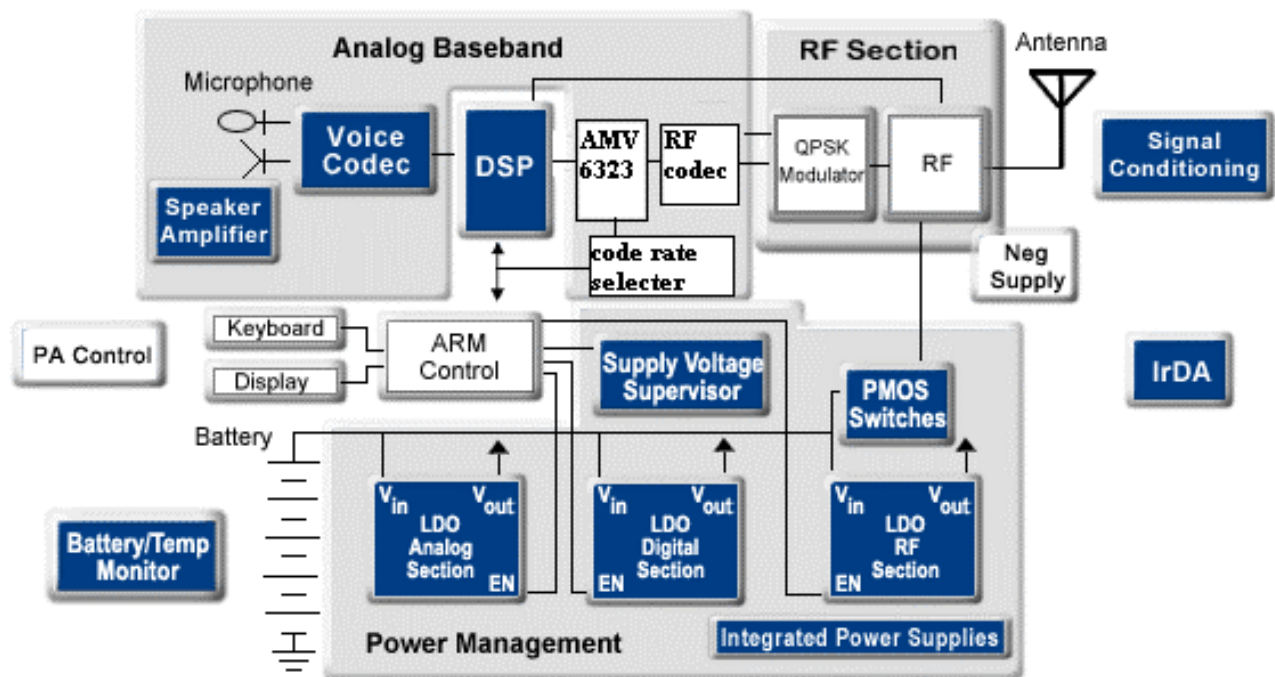 Analog Baseband
RF Section
Antenna
Microphone
Voice
Codec
DSP
AMV
6323
RF
codec
QPSK
Modulator
RF
Signal
Conditioning
Speaker
Amplifier
code rate
selecter
Neg
Supply
PA Control
Keyboard
Display
ARM
Control
Supply Voltage
Supervisor
PMOS
Switches
IrDA
Battery
Vin
Vout
LDO
Analog
Section
EN
Vin
Vout
LDO
Digital
Section
EN
Vin
Vout
LDO
RF
Section
EN
Battery/Temp
Monitor
Power Management
Integrated Power Supplies